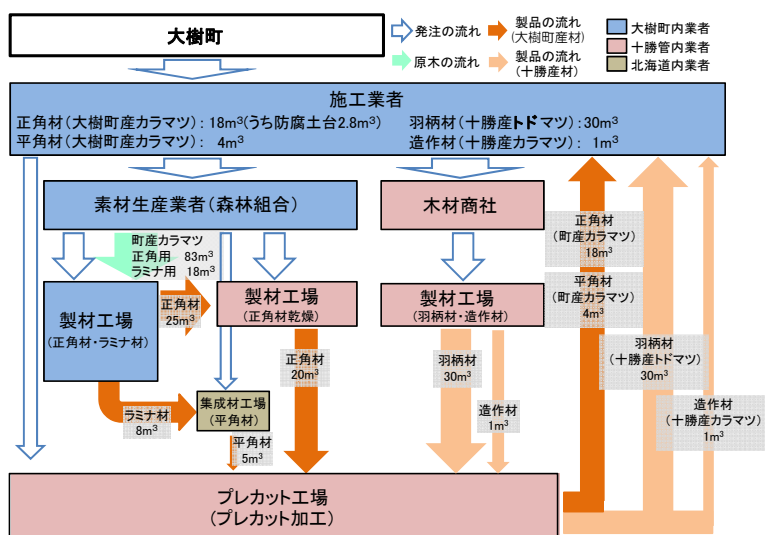 大樹町
発注の流れ
原木の流れ
製品の流れ
(大樹町産材)
製品の流れ
(十勝産材)
大樹町内業者
十勝管内業者
北海道内業者
施工業者
正角材(大樹町産カラマツ): 18m³(うち防腐土台2.8m³)
羽柄材(十勝産トドマツ):30m³
平角材(大樹町産カラマツ): 4m³
造作材(十勝産カラマツ): 1m³
素材生産業者(森林組合)
木材商社
町産カラマツ
正角用 83m³
ラミナ用 18m³
製材工場
(正角材・ラミナ材)
正角材
25m³
製材工場
(正角材乾燥)
製材工場
(羽柄材・造作材)
正角材
(町産カラマツ)
18m³
平角材
(町産カラマツ)
4m³
正角材
20m³
羽柄材
30m³
羽柄材
(十勝産トドマツ)
30m³
ラミナ材
8m³
集成材工場
(平角材)
造作材
1m³
造作材
(十勝産カラマツ)
1m³
平角材
5m³
プレカット工場
(プレカット加工)